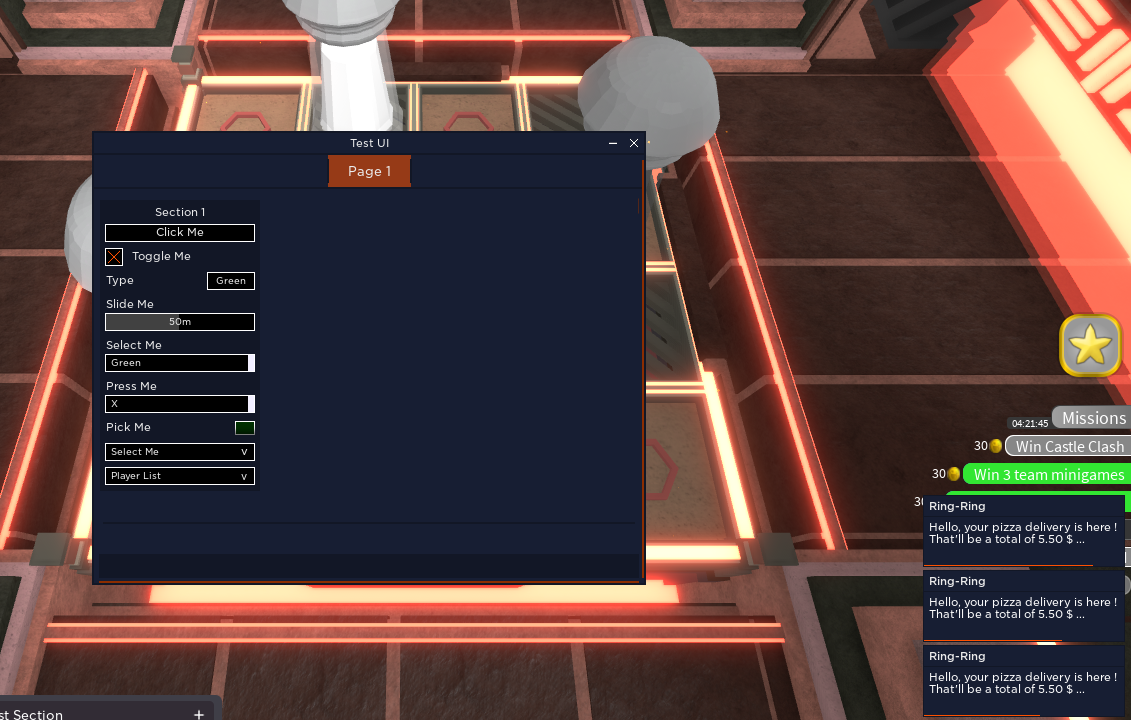 Test UI
Page 1
Section 1
Click Me
Toggle Me
Type
Green
Slide Me
50m
Select Me
Green
Press Me
X
Pick Me
Select Me
v
Player List
v
04:21:45
Missions
30
Win Castle Clash
30
Win 3 team minigames
Ring-Ring
Hello, your pizza delivery is here !
That'll be a total of 5.50 $ ...
Ring-Ring
Hello, your pizza delivery is here !
That'll be a total of 5.50 $ ...
Ring-Ring
Hello, your pizza delivery is here !
That'll be a total of 5.50 $ ...
Section
+